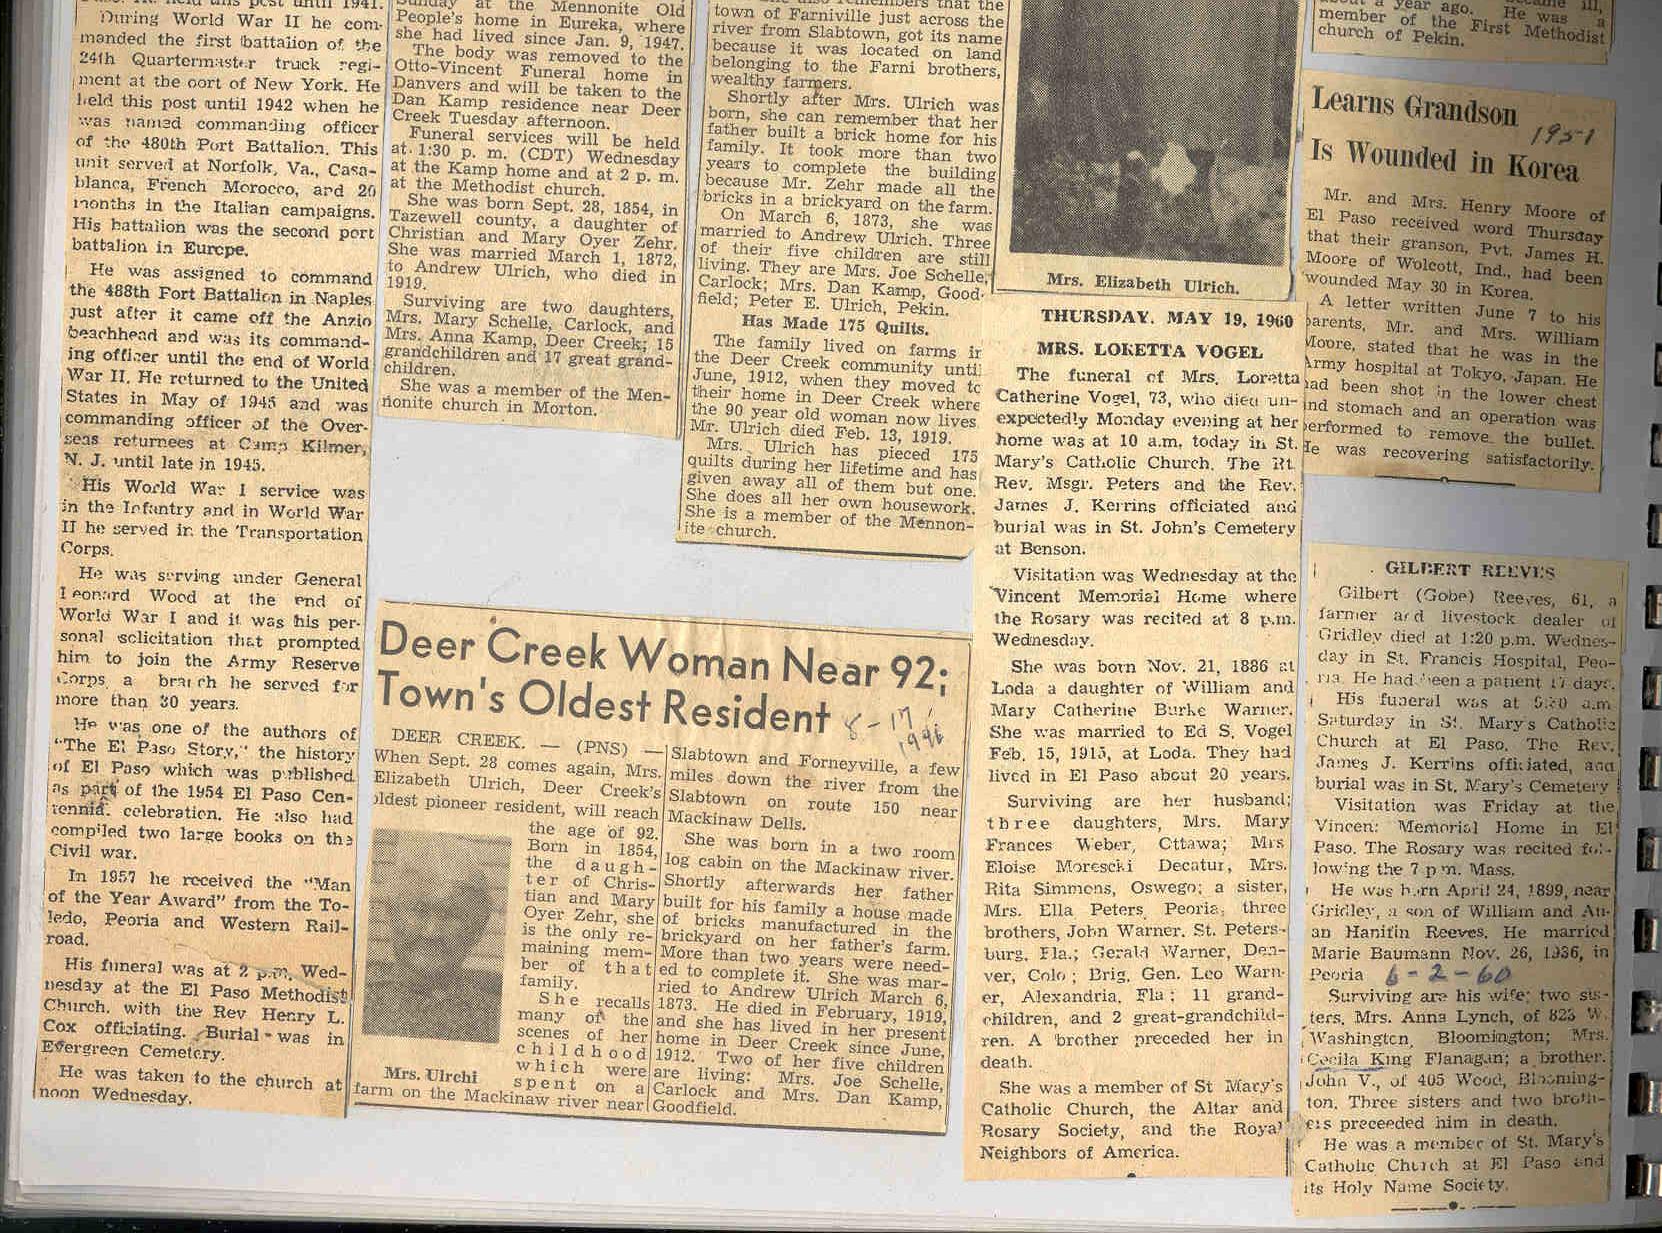 During World War II he com-
manded the first battalion of the
24th Quartermaster truck regi-
ment at the oort of New York. He
held this post until 1942 when he
was named commanding officer
of the 480th Port Battalion. This
unit served at Norfolk, Va., Casa-
blanca, French Morocco, and 20
months in the Italian campaigns.
His battalion was the second port
battalion in Europe.
He was assigned to command
the 488th Fort Battalion in Naples
just after it came off the Anzio
beachhead and was its command-
ing officer until the end of World
War II. He returned to the United
States in May of 1945 and was
commanding officer of the Over-
seas returnees at Camp Kilmer,
N. J. until late in 1945.
His World War I service was
in the Infantry and in World War
II he served in the Transportation
Corps.
He was serving under General
Leonard Wood at the end of
World War I and it was his per-
sonal solicitation that prompted
him to join the Army Reserve
Corps a branch he served for
more than 30 years.
He was one of the authors of
"The El Paso Story," the history
of El Paso which was published
as part of the 1954 El Paso Cen-
tennial celebration. He also had
compiled two large books on the
Civil war.
In 1957 he received the "Man
of the Year Award" from the To-
ledo, Peoria and Western Rail-
road.
His funeral was at 2 p.m. Wed-
nesday at the El Paso Methodist
Church, with the Rev Henry L.
Cox officiating. Burial was in
Evergreen Cemetery.
He was taken to the church at
noon Wednesday.
Sunday at the Mennonite Old
People's home in Eureka, where
she had lived since Jan. 9, 1947.
The body was removed to the
Otto-Vincent Funeral home in
Danvers and will be taken to the
Dan Kamp residence near Deer
Creek Tuesday afternoon.
Funeral services will be held
at 1:30 p. m. (CDT) Wednesday
at the Kamp home and at 2 p. m.
at the Methodist church.
She was born Sept. 28, 1854, in
Tazewell county, a daughter of
Christian and Mary Oyer Zehr.
She was married March 1, 1872,
to Andrew Ulrich, who died in
1919.
Surviving are two daughters,
Mrs. Mary Schelle, Carlock, and
Mrs. Anna Kamp, Deer Creek; 15
grandchildren and 17 great grand-
children.
She was a member of the Men-
nonite church in Morton.
remembers that the
town of Farniville just across the
river from Slabtown, got its name
because it was located on land
belonging to the Farni brothers,
wealthy farmers.
Shortly after Mrs. Ulrich was
born, she can remember that her
father built a brick home for his
family. It took more than two
years to complete the building
because Mr. Zehr made all the
bricks in a brickyard on the farm.
On March 6, 1873, she was
married to Andrew Ulrich. Three
of their five children are still
living. They are Mrs. Joe Schelle,
Carlock; Mrs. Dan Kamp, Good-
field; Peter E. Ulrich, Pekin.
Has Made 175 Quilts.
The family lived on farms in
the Deer Creek community until
June, 1912, when they moved to
their home in Deer Creek where
the 90 year old woman now lives.
Mr. Ulrich died Feb. 13, 1919.
Mrs. Ulrich has pieced 175
quilts during her lifetime and has
given away all of them but one.
She does all her own housework.
She is a member of the Mennon-
ite church.
Deer Creek Woman Near 92;
Town's Oldest Resident
8-17
1946
DEER CREEK. — (PNS) —
When Sept. 28 comes again, Mrs.
Elizabeth Ulrich, Deer Creek's
oldest pioneer resident, will reach
the age of 92.
Born in 1854,
the daugh-
ter of Chris-
tian and Mary
Oyer Zehr, she
is the only re-
maining mem-
ber of that
family.
She recalls
many of the
scenes of her
childhood
which were
spent on a
Mrs. Ulrchi
farm on the Mackinaw river near
Slabtown and Forneyville, a few
miles down the river from the
Slabtown on route 150 near
Mackinaw Dells.
She was born in a two room
log cabin on the Mackinaw river.
Shortly afterwards her father
built for his family a house made
of bricks manufactured in the
brickyard on her father's farm.
More than two years were need-
ed to complete it. She was mar-
ried to Andrew Ulrich March 6,
1873. He died in February, 1919,
and she has lived in her present
home in Deer Creek since June,
1912. Two of her five children
are living: Mrs. Joe Schelle,
Carlock and Mrs. Dan Kamp,
Goodfield.
Mrs. Elizabeth Ulrich.
THURSDAY. MAY 19, 1960
MRS. LORETTA VOGEL
The funeral of Mrs. Loretta
Catherine Vogel, 73, who died un-
expectedly Monday evening at her
home was at 10 a.m. today in St.
Mary's Catholic Church. The Rt.
Rev. Msgr. Peters and the Rev.
James J. Kerrins officiated and
burial was in St. John's Cemetery
at Benson.
Visitation was Wednesday at the
Vincent Memorial Home where
the Rosary was recited at 8 p.m.
Wednesday.
She was born Nov. 21, 1886 at
Loda a daughter of William and
Mary Catherine Burke Warner.
She was married to Ed S. Vogel
Feb. 15, 1915, at Loda. They had
lived in El Paso about 20 years.
Surviving are her husband;
three daughters, Mrs. Mary
Frances Weber, Ottawa; Mrs
Eloise Morescki Decatur, Mrs.
Rita Simmons, Oswego; a sister,
Mrs. Ella Peters Peoria; three
brothers, John Warner. St. Peters-
burg. Fla.; Gerald Warner, Den-
ver, Colo; Brig. Gen. Leo Warn-
er, Alexandria, Fla; 11 grand-
children, and 2 great-grandchild-
ren. A brother preceded her in
death.
She was a member of St Mary's
Catholic Church, the Altar and
Rosary Society, and the Royal
Neighbors of America.
about a year ago. He was a
member of the First Methodist
church of Pekin.
Learns Grandson
Is Wounded in Korea
1951
Mr. and Mrs. Henry Moore of
El Paso received word Thursday
that their granson, Pvt. James H.
Moore of Wolcott, Ind., had been
wounded May 30 in Korea.
A letter written June 7 to his
parents, Mr. and Mrs. William
Moore, stated that he was in the
Army hospital at Tokyo, Japan. He
had been shot in the lower chest
and stomach and an operation was
performed to remove the bullet.
He was recovering satisfactorily.
GILBERT REEVES
Gilbert (Gobe) Reeves, 61, a
farmer and livestock dealer of
Gridley died at 1:20 p.m. Wednes-
day in St. Francis Hospital, Peo-
ria. He had been a patient 17 days.
His funeral was at a.m
Saturday in St. Mary's Catholic
Church at El Paso. The Rev.
James J. Kerrins officiated, and
burial was in St. Mary's Cemetery
Visitation was Friday at the
Vincent Memorial Home in El
Paso. The Rosary was recited fol-
lowing the 7 p m. Mass.
He was born April 24, 1899, near
Gridley, a son of William and An-
an Hanifin Reeves. He married
Marie Baumann Nov. 26, 1936, in
Peoria
6-2-60
Surviving are his wife; two sis-
ters, Mrs. Anna Lynch, of 823 W.
Washington, Bloomington; Mrs.
Cecila King Flanagan; a brother.
John V., of 405 Wood, Blooming-
ton. Three sisters and two broth-
ers preceeded him in death.
He was a member of St. Mary's
Catholic Church at El Paso and
its Holy Name Society.